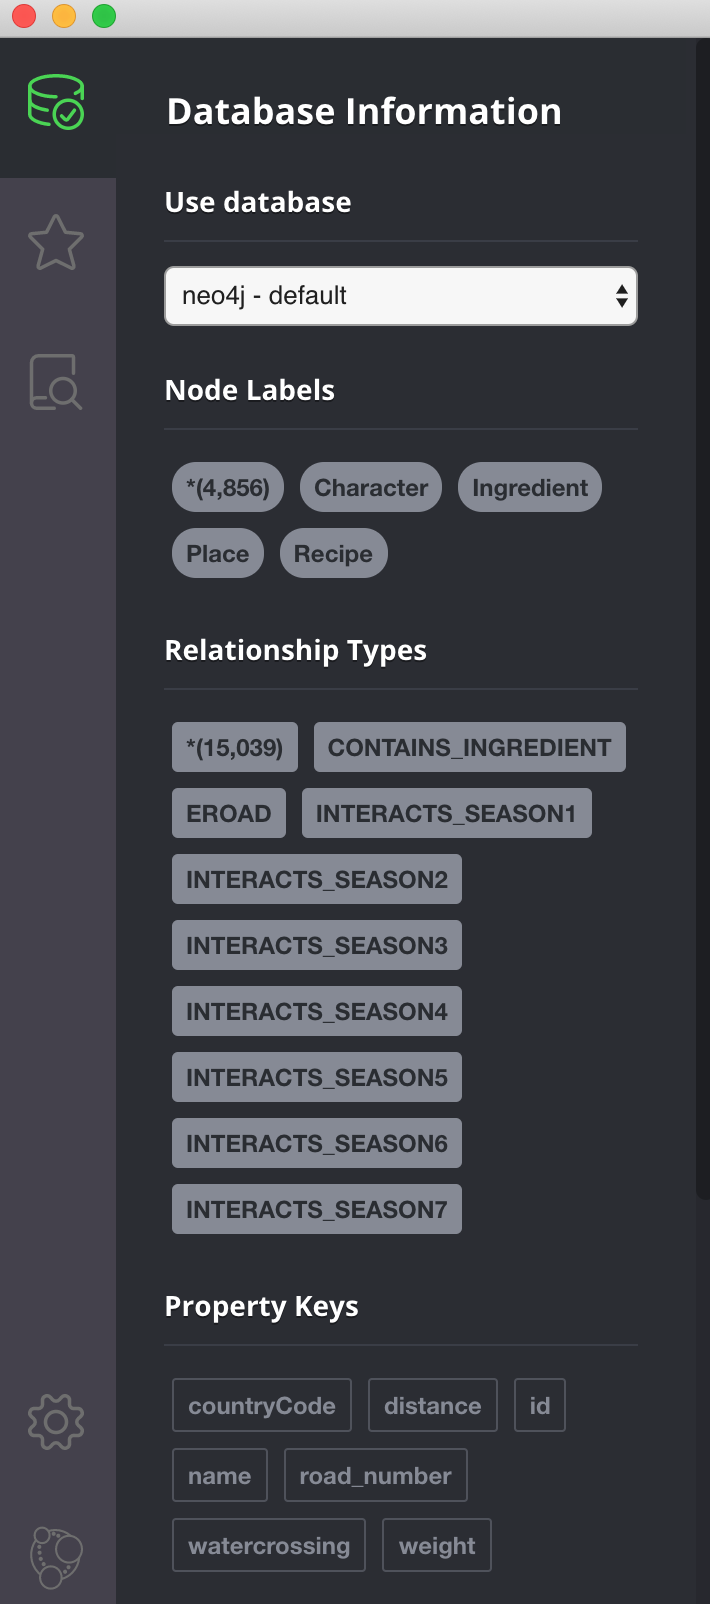 Database Information
Use database
neo4j - default
Node Labels
*(4,856) Character Ingredient
Place Recipe
Relationship Types
*(15,039) CONTAINS_INGREDIENT
EROAD INTERACTS_SEASON1
INTERACTS_SEASON2
INTERACTS_SEASON3
INTERACTS_SEASON4
INTERACTS_SEASON5
INTERACTS_SEASON6
INTERACTS_SEASON7
Property Keys
countryCode distance id
name road_number
watercrossing weight